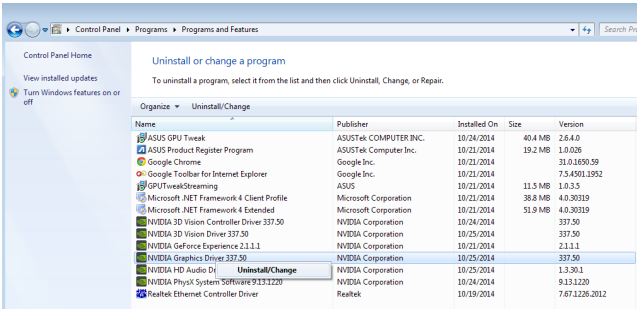 Control Panel ▸ Programs ▸ Programs and Features
Search Pr
Control Panel Home
View installed updates
Turn Windows features on or
off
Uninstall or change a program
To uninstall a program, select it from the list and then click Uninstall, Change, or Repair.
Organize Uninstall/Change
Name Publisher Installed On Size Version
ASUS GPU Tweak ASUSTek COMPUTER INC. 10/24/2014 40.4 MB 2.6.4.0
ASUS Product Register Program ASUSTek Computer Inc. 10/21/2014 19.2 MB 1.0.026
Google Chrome Google Inc. 10/21/2014 31.0.1650.59
Google Toolbar for Internet Explorer Google Inc. 10/21/2014 7.5.4501.1952
GPUTweakStreaming ASUS 10/21/2014 11.5 MB 1.0.3.5
Microsoft .NET Framework 4 Client Profile Microsoft Corporation 10/21/2014 38.8 MB 4.0.30319
Microsoft .NET Framework 4 Extended Microsoft Corporation 10/21/2014 51.9 MB 4.0.30319
NVIDIA 3D Vision Controller Driver 337.50 NVIDIA Corporation 10/24/2014 337.50
NVIDIA 3D Vision Driver 337.50 NVIDIA Corporation 10/25/2014 337.50
NVIDIA GeForce Experience 2.1.1.1 NVIDIA Corporation 10/21/2014 2.1.1.1
NVIDIA Graphics Driver 337.50 NVIDIA Corporation 10/25/2014 337.50
NVIDIA HD Audio Dr Uninstall/Change NVIDIA Corporation 10/25/2014 1.3.30.1
NVIDIA PhysX System Software 9.13.1220 NVIDIA Corporation 10/24/2014 9.13.1220
Realtek Ethernet Controller Driver Realtek 10/19/2014 7.67.1226.2012